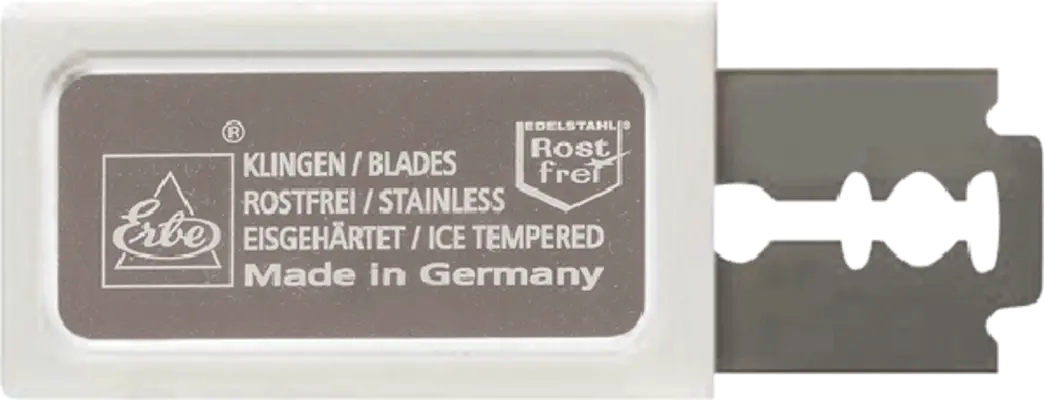 ®
Erbe
KLINGEN / BLADES
ROSTFREI / STAINLESS
EISGEHÄRTET / ICE TEMPERED
Made in Germany
EDELSTAHL®
Rost
frei